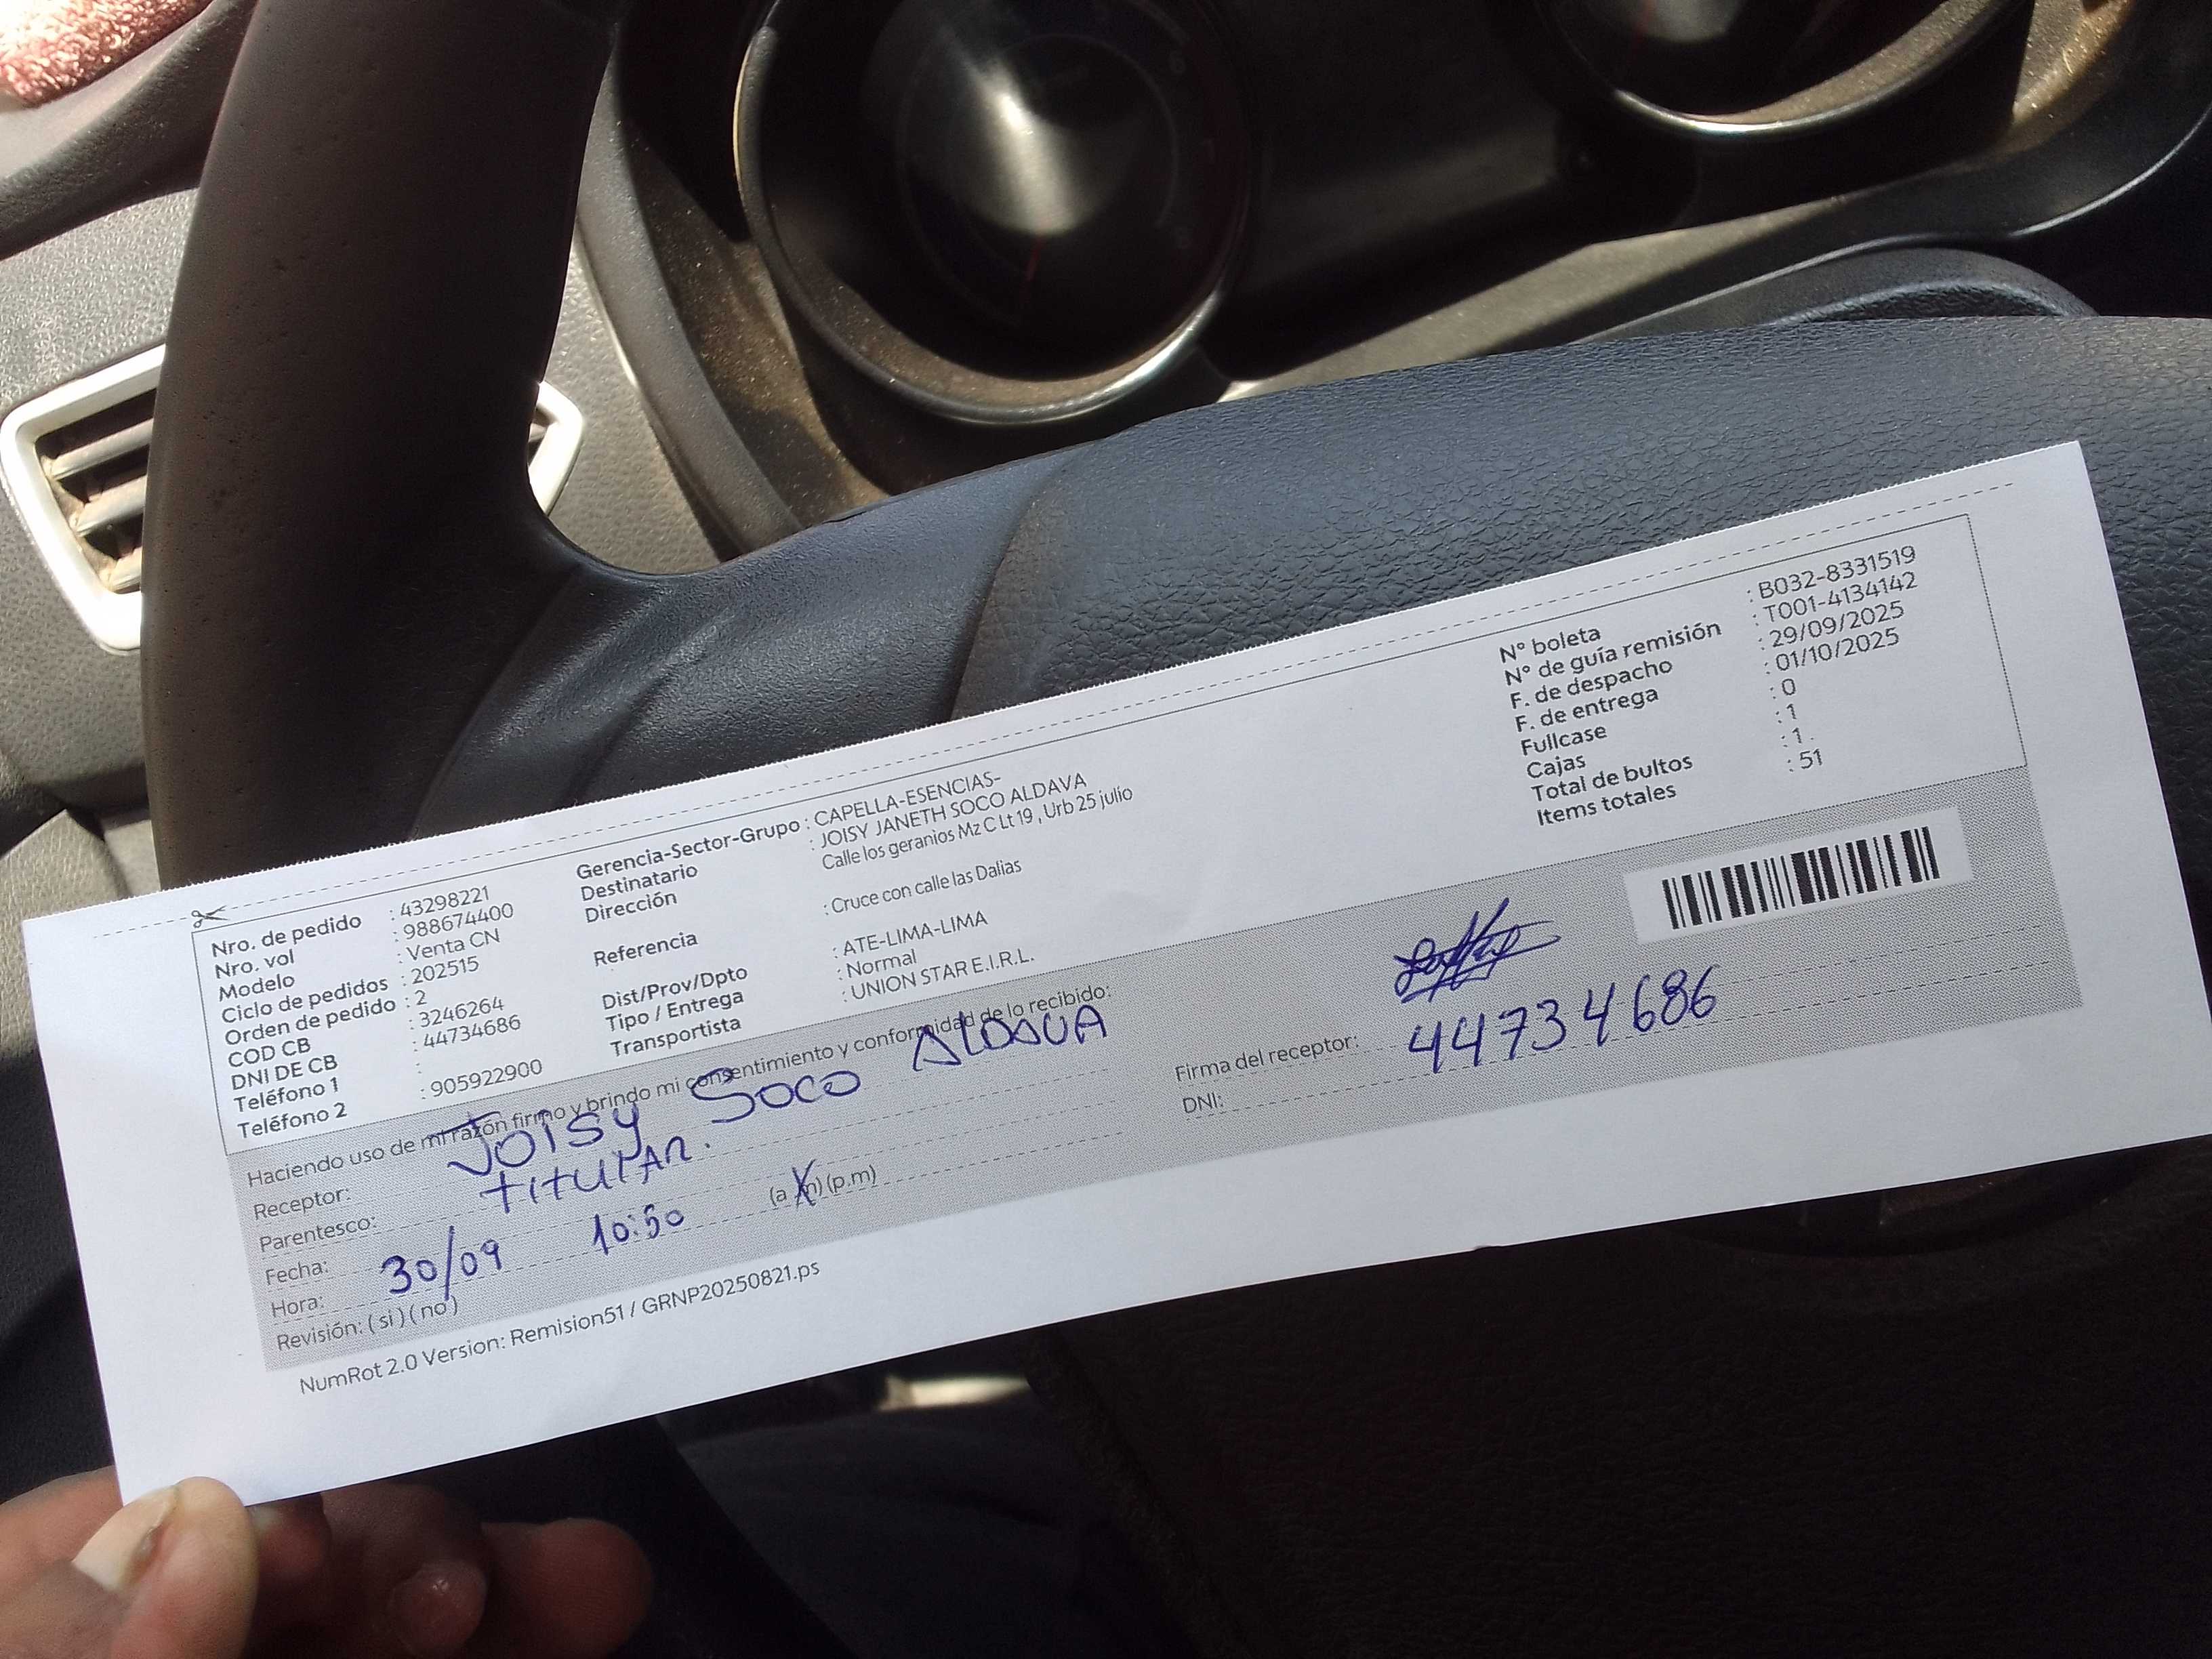 Nro. de pedido : 43298221
Nro. vol : 988674400
Modelo : Venta CN
Ciclo de pedidos : 202515
Orden de pedido : 2
COD CB : 3246264
DNI DE CB : 44734686
Teléfono 1 :
Teléfono 2 : 905922900
Gerencia-Sector-Grupo : CAPELLA-ESENCIAS-
Destinatario : JOISY JANETH SOCO ALDAVA
Dirección Calle los geranios Mz C Lt 19 , Urb 25 julio
Referencia : Cruce con calle las Dalias
Dist/Prov/Dpto : ATE-LIMA-LIMA
Tipo / Entrega : Normal
Transportista : UNION STAR E.I.R.L.
N° boleta : B032-8331519
N° de guía remisión : T001-4134142
F. de despacho : 29/09/2025
F. de entrega : 01/10/2025
Fullcase : 0
Cajas : 1
Total de bultos : 1
Items totales : 51
Haciendo uso de mi razón firmo y brindo mi consentimiento y conformidad de lo recibido:
Receptor: Joisy Soco ALDAVA
Parentesco: titulAR.
Fecha: 30/09
Hora: 10:50 (a.m) (p.m)
Revisión: ( si ) ( no )
Firma del receptor:
DNI: 44734686
NumRot 2.0 Version: Remision51 / GRNP20250821.ps